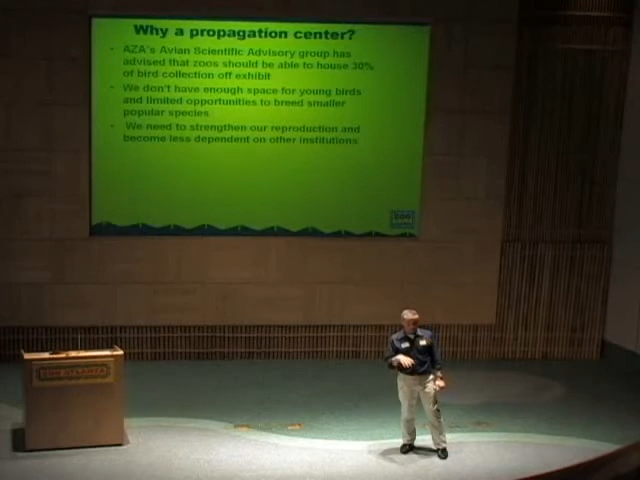 Why a propagation center?
- AZA's Avian Scientific Advisory group has
advised that zoos should be able to house 30%
of bird collection off exhibit
- We don't have enough space for young birds
and limited opportunities to breed smaller
popular species
- We need to strengthen our reproduction and
become less dependent on other institutions
ZOO
ZOO ATLANTA